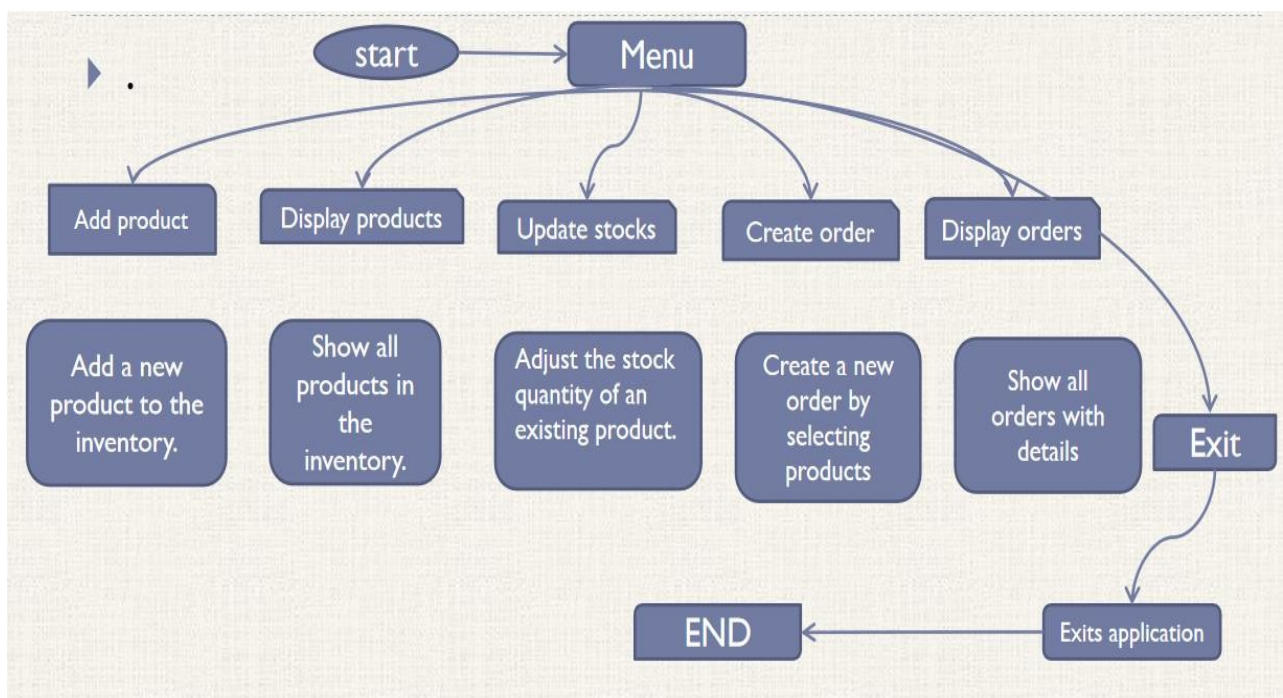 start
Menu
.
Add product
Display products
Update stocks
Create order
Display orders
Add a new
product to the
inventory.
Show all
products in
the
inventory.
Adjust the stock
quantity of an
existing product.
Create a new
order by
selecting
products
Show all
orders with
details
Exit
END
Exits application